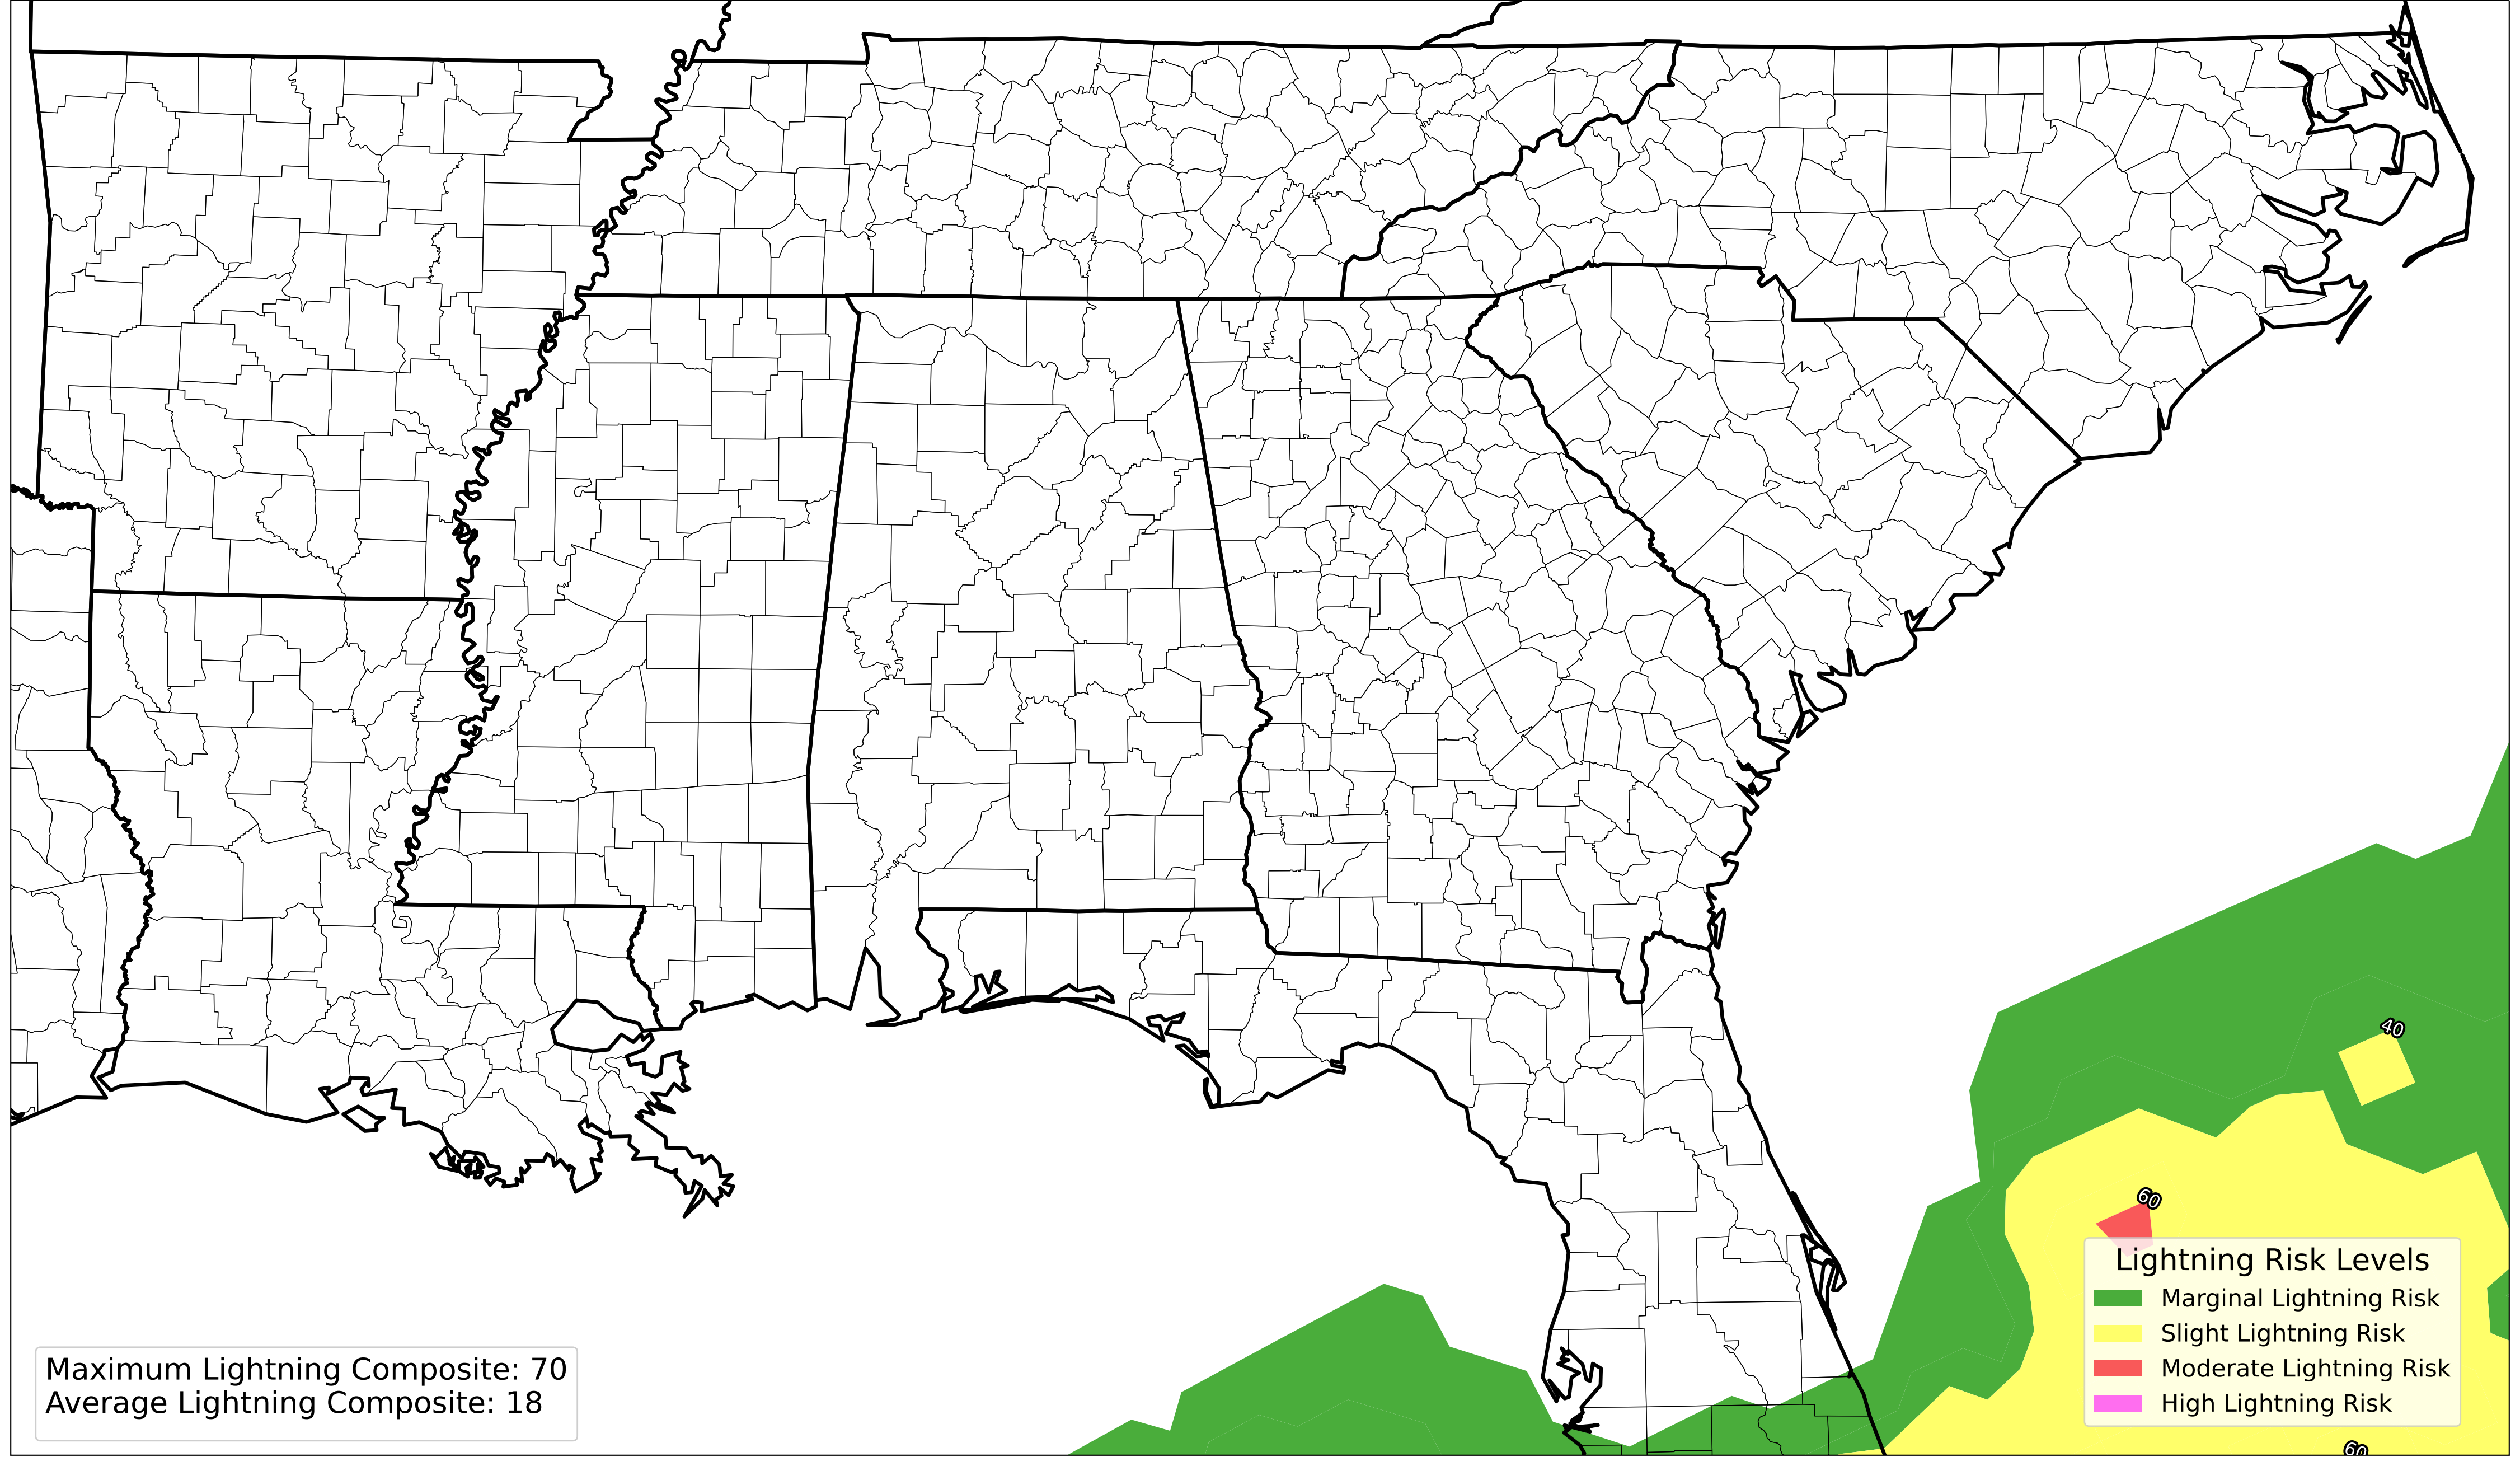 40
60
Lightning Risk Levels
Marginal Lightning Risk
Slight Lightning Risk
Moderate Lightning Risk
High Lightning Risk
Maximum Lightning Composite: 70
Average Lightning Composite: 18
60